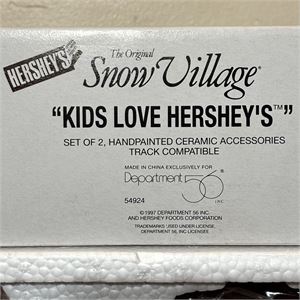 HERSHEY'S
The Original
Snow Village®
"KIDS LOVE HERSHEY'S™"
SET OF 2, HANDPAINTED CERAMIC ACCESSORIES
TRACK COMPATIBLE
MADE IN CHINA EXCLUSIVELY FOR
Department 56®
INC
54924
© 1997 DEPARTMENT 56 INC.
AND HERSHEY FOODS CORPORATION
TRADEMARKS USED UNDER LICENSE
DEPARTMENT 56, INC LICENSEE